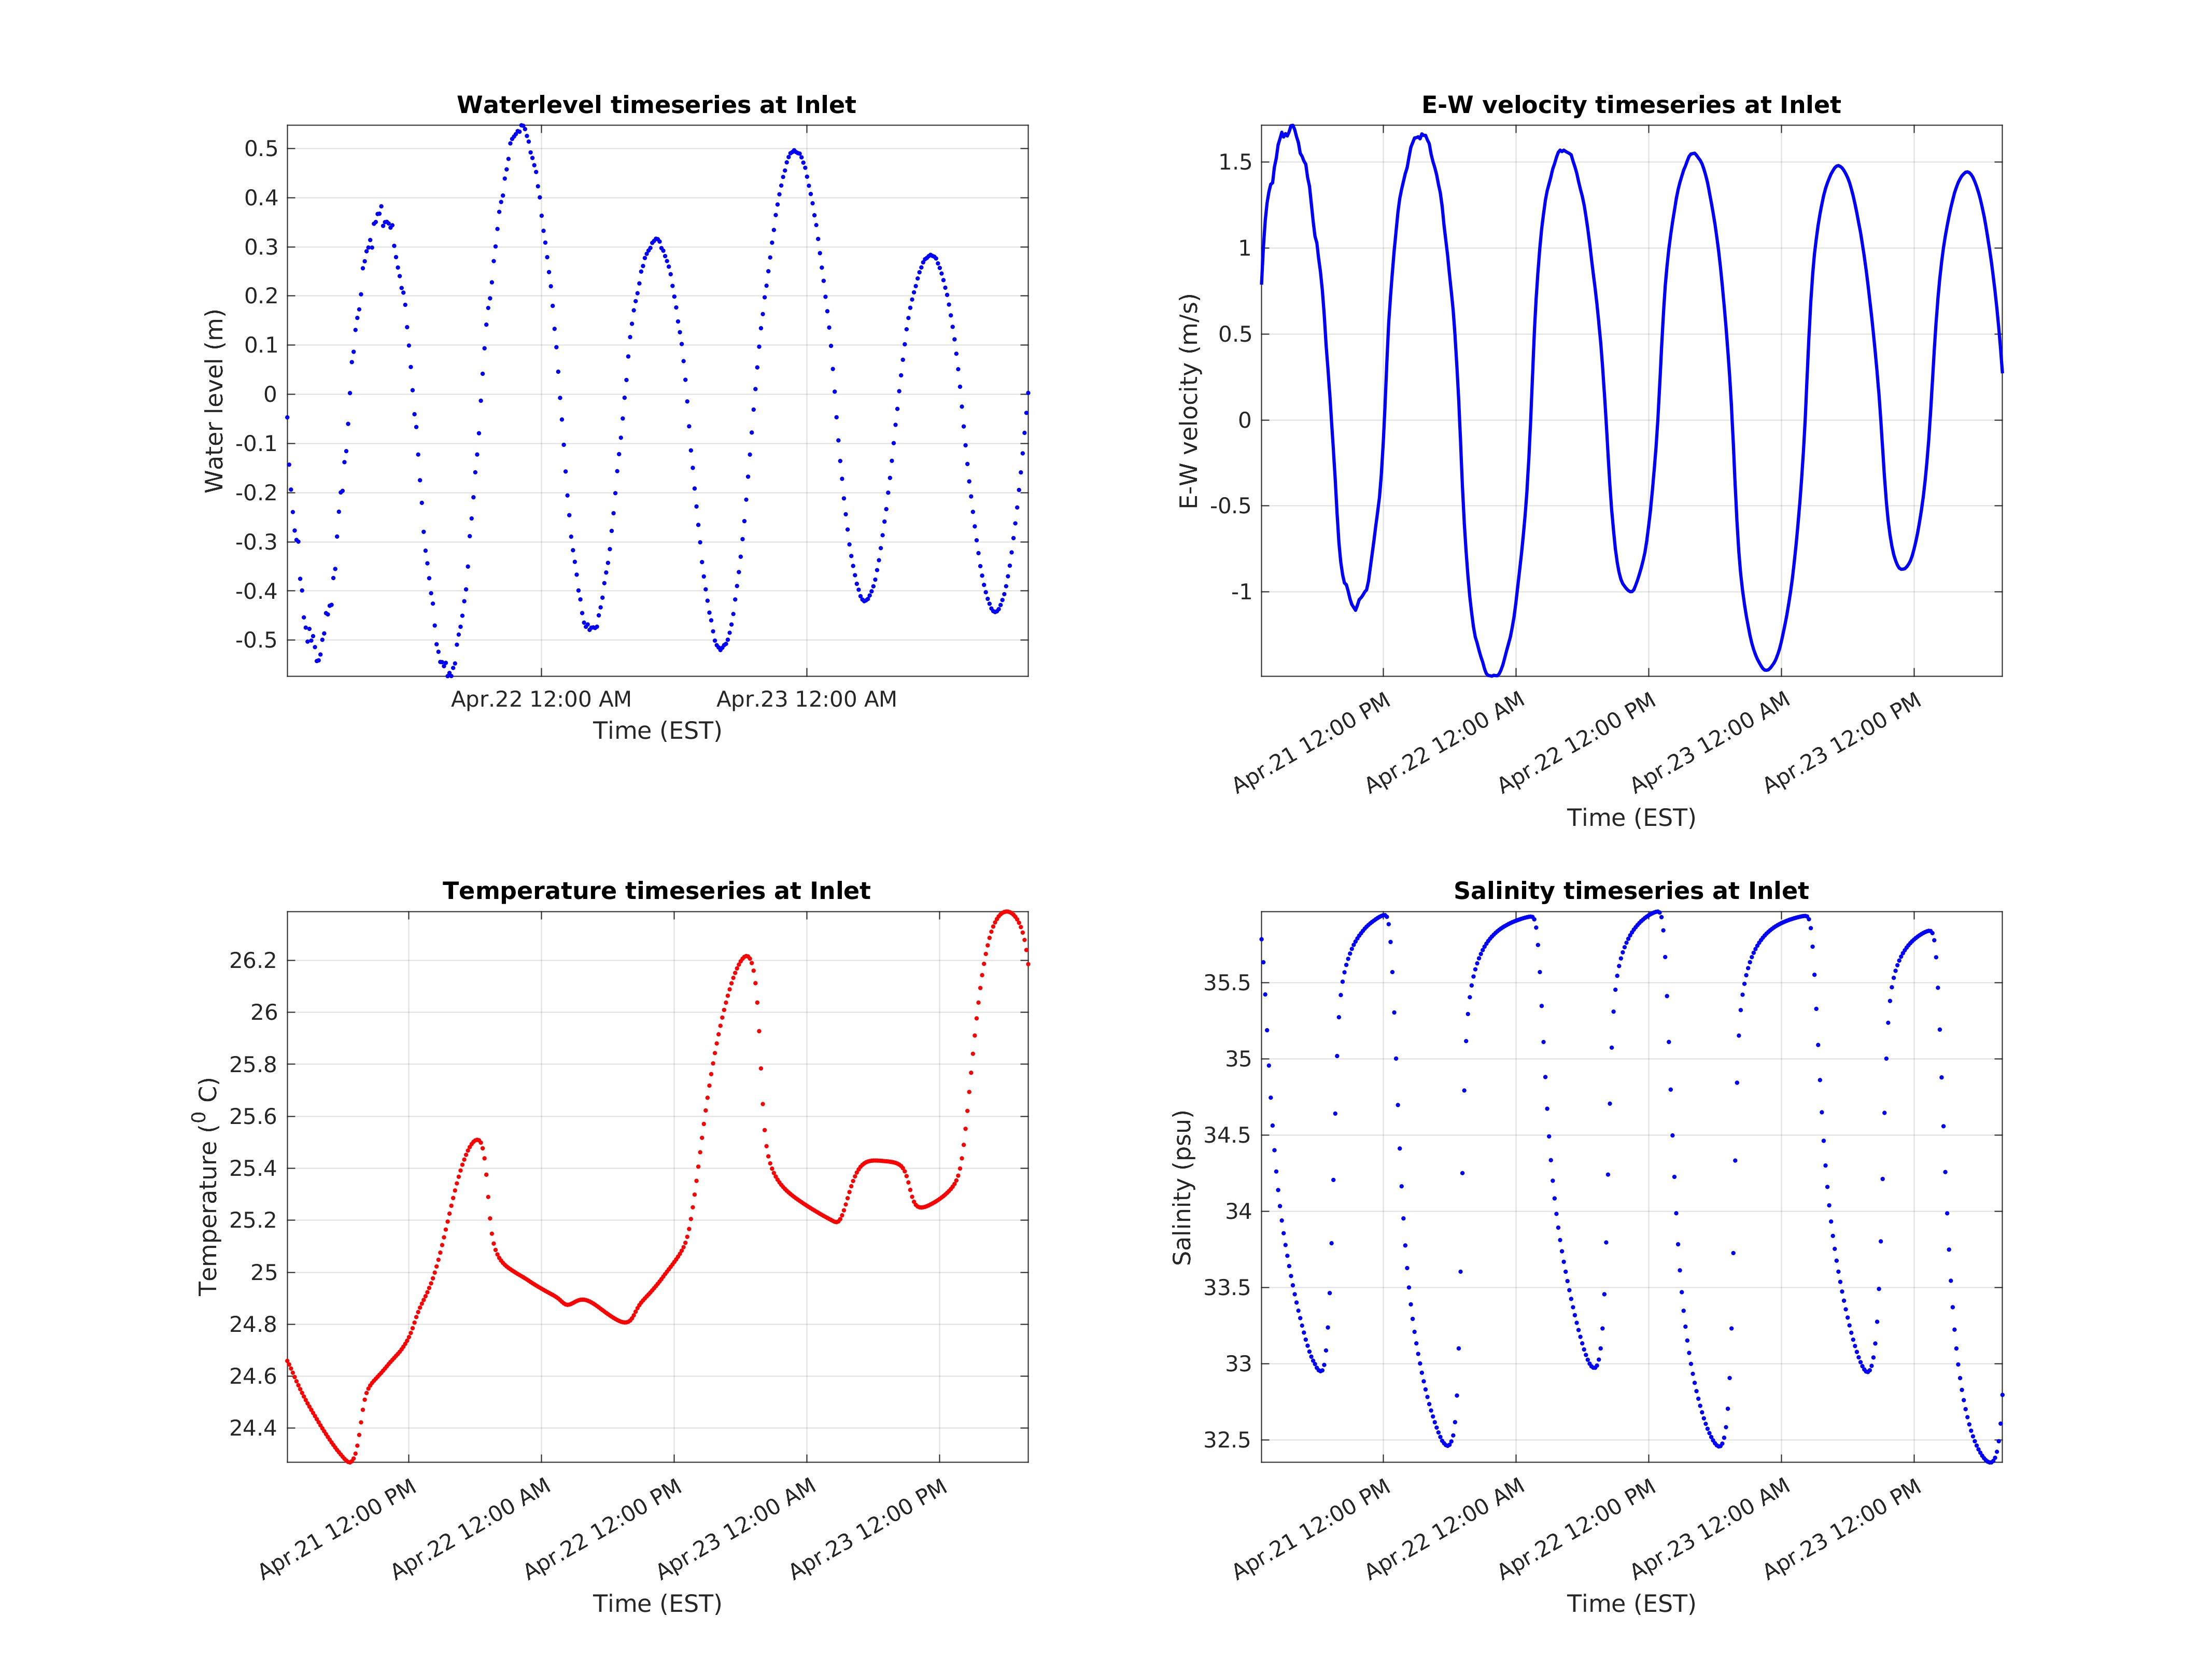 Waterlevel timeseries at Inlet
0.5
0.4
0.3
0.2
0.1
0
-0.1
-0.2
-0.3
-0.4
-0.5
Water level (m)
Apr.22 12:00 AM
Apr.23 12:00 AM
Time (EST)
E-W velocity timeseries at Inlet
1.5
1
0.5
0
-0.5
-1
E-W velocity (m/s)
Apr.21 12:00 PM
Apr.22 12:00 AM
Apr.22 12:00 PM
Apr.23 12:00 AM
Apr.23 12:00 PM
Time (EST)
Temperature timeseries at Inlet
26.2
26
25.8
25.6
25.4
25.2
25
24.8
24.6
24.4
Temperature (⁰ C)
Apr.21 12:00 PM
Apr.22 12:00 AM
Apr.22 12:00 PM
Apr.23 12:00 AM
Apr.23 12:00 PM
Time (EST)
Salinity timeseries at Inlet
35.5
35
34.5
34
33.5
33
32.5
Salinity (psu)
Apr.21 12:00 PM
Apr.22 12:00 AM
Apr.22 12:00 PM
Apr.23 12:00 AM
Apr.23 12:00 PM
Time (EST)